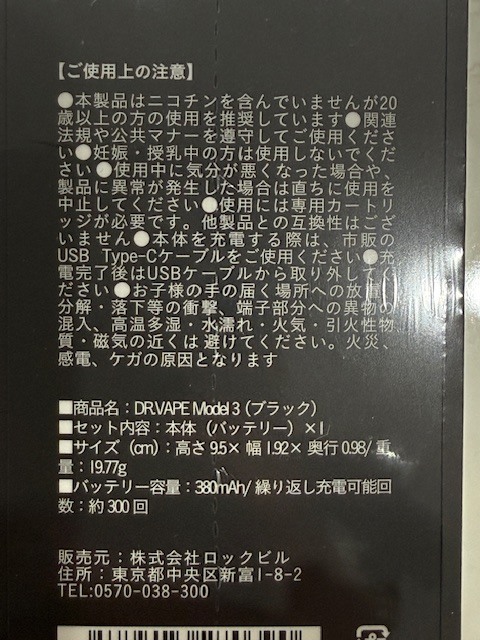 【ご使用上の注意】
●本製品はニコチンを含んでいませんが20
歳以上の方の使用を推奨しています●関連
法規や公共マナーを遵守してご使用くださ
い●妊娠・授乳中の方は使用しないでくだ
さい●使用中に気分が悪くなった場合や、
製品に異常が発生した場合は直ちに使用を
中止してください●使用には専用カートリ
ッジが必要です。他製品との互換性はござ
いません●本体を充電する際は、市販の
USB Type-Cケーブルをご使用ください●充
電完了後はUSBケーブルから取り外してく
ださい●お子様の手の届く場所への放置、
分解・落下等の衝撃、端子部分への異物の
混入、高温多湿・水濡れ・火気・引火性物
質・磁気の近くは避けてください。火災、
感電、ケガの原因となります
■商品名：DR.VAPE Model 3（ブラック）
■セット内容：本体（バッテリー）×1
■サイズ（cm）：高さ9.5× 幅1.92× 奥行0.98/ 重
量：19.77g
■バッテリー容量：380mAh/ 繰り返し充電可能回
数：約300回
販売元：株式会社ロックビル
住所：東京都中央区新富1-8-2
TEL:0570-038-300